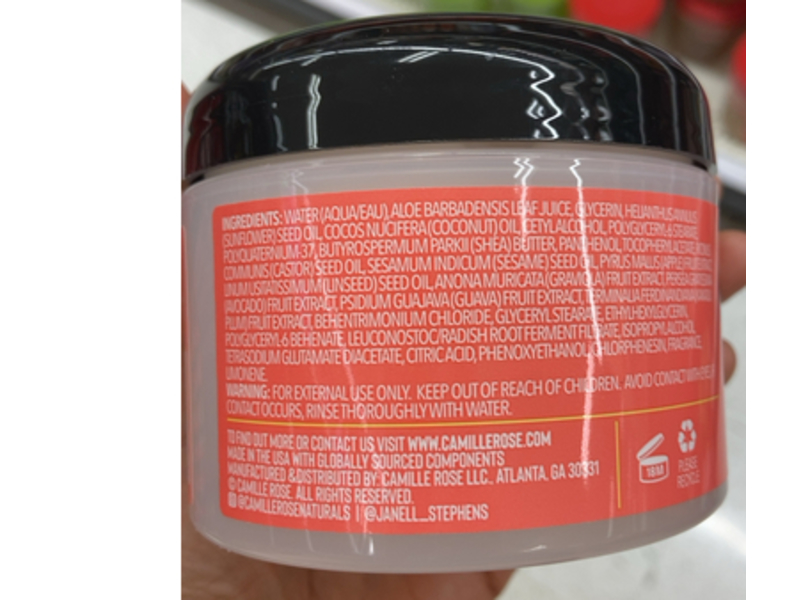 INGREDIENTS: WATER (AQUA/EAU), ALOE BARBADENSIS LEAF JUICE, GLYCERIN, HELIANTHUS ANNUUS
(SUNFLOWER) SEED OIL, COCOS NUCIFERA (COCONUT) OIL, CETYL ALCOHOL, POLYGLYCERYL-6 STEARATE,
POLYQUATERNIUM-37, BUTYROSPERMUM PARKII (SHEA) BUTTER, PANTHENOL, TOCOPHERYL ACETATE,
COMMUNIS (CASTOR) SEED OIL, SESAMUM INDICUM (SESAME) SEED OIL, PYRUS MALUS (APPLE)
LINUM USITATISSIMUM (LINSEED) SEED OIL, ANONA MURICATA (GRAVIOLA) FRUIT EXTRACT,
(AVOCADO) FRUIT EXTRACT, PSIDIUM GUAJAVA (GUAVA) FRUIT EXTRACT, TERMINALIA
PLUM) FRUIT EXTRACT, BEHENTRIMONIUM CHLORIDE, GLYCERYL STEARATE, ETHYLHEXYLGLYCERIN,
POLYGLYCERYL-6 BEHENATE, LEUCONOSTOC/RADISH ROOT FERMENT FILTRATE, ISOPROPYL ALCOHOL,
TETRASODIUM GLUTAMATE DIACETATE, CITRIC ACID, PHENOXYETHANOL, CHLORPHENESIN, FRAGRANCE,
LIMONENE.
WARNING: FOR EXTERNAL USE ONLY. KEEP OUT OF REACH OF CHILDREN. AVOID CONTACT WITH EYES.
CONTACT OCCURS, RINSE THOROUGHLY WITH WATER.
TO FIND OUT MORE OR CONTACT US VISIT WWW.CAMILLEROSE.COM
MADE IN THE USA WITH GLOBALLY SOURCED COMPONENTS
MANUFACTURED & DISTRIBUTED BY: CAMILLE ROSE LLC., ATLANTA, GA 30331
© CAMILLE ROSE. ALL RIGHTS RESERVED.
@CAMILLEROSENATURALS | @JANELL_STEPHENS
18M
PLEASE
RECYCLE